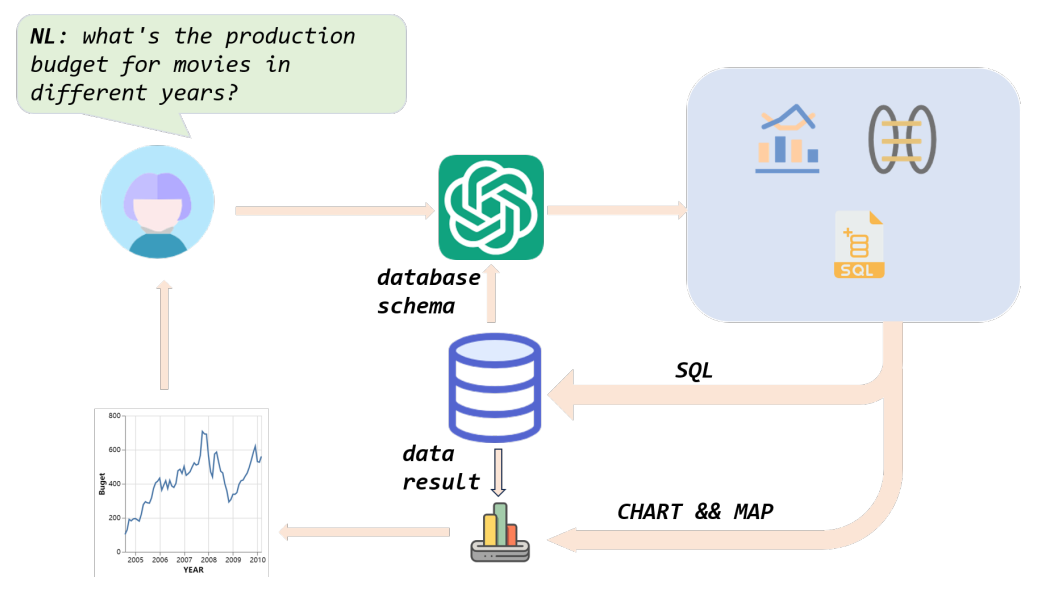 NL: what's the production
budget for movies in
different years?
SQL
database
schema
SQL
data
result
CHART && MAP
800
600
400
200
0
Buget
2005 2006 2007 2008 2009 2010
YEAR